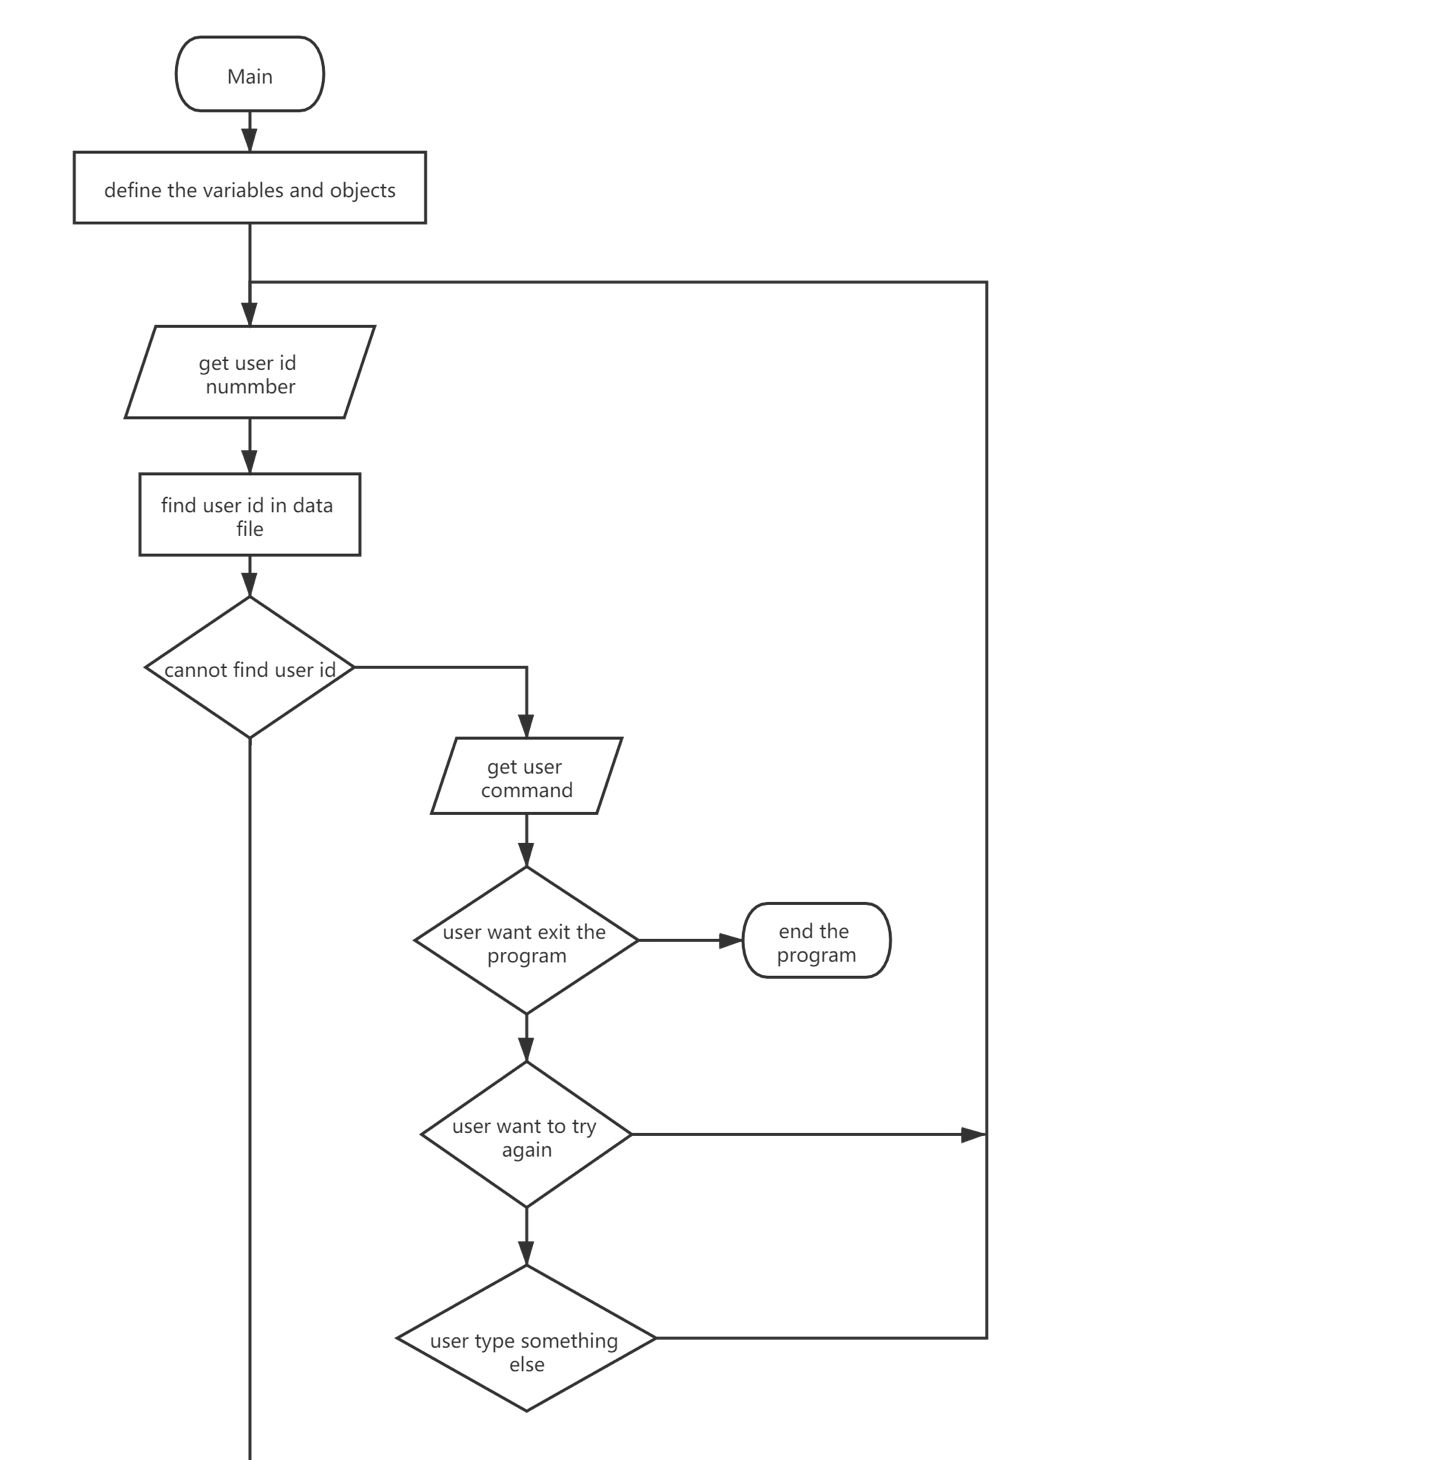 Main
define the variables and objects
get user id
nummber
find user id in data
file
cannot find user id
get user
command
user want exit the
program
end the
program
user want to try
again
user type something
else